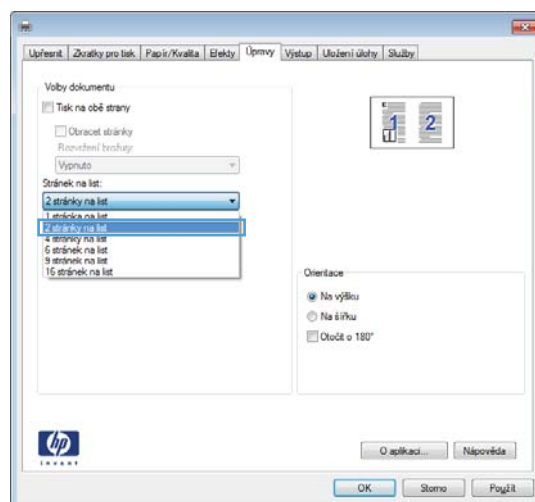 Upřesnit Zkratky pro tisk Papír/Kvalita Efekty Úpravy Výstup Uložení úlohy Služby
Volby dokumentu
Tisk na obě strany
Obracet stránky
Rozvržení brožury:
Vypnuto
Stránek na list:
2 stránky na list
1 stránka na list
2 stránky na list
4 stránky na list
6 stránek na list
9 stránek na list
16 stránek na list
1 2
Orientace
Na výšku
Na šířku
Otočit o 180°
hp
invent
O aplikaci... Nápověda
OK Storno Použít